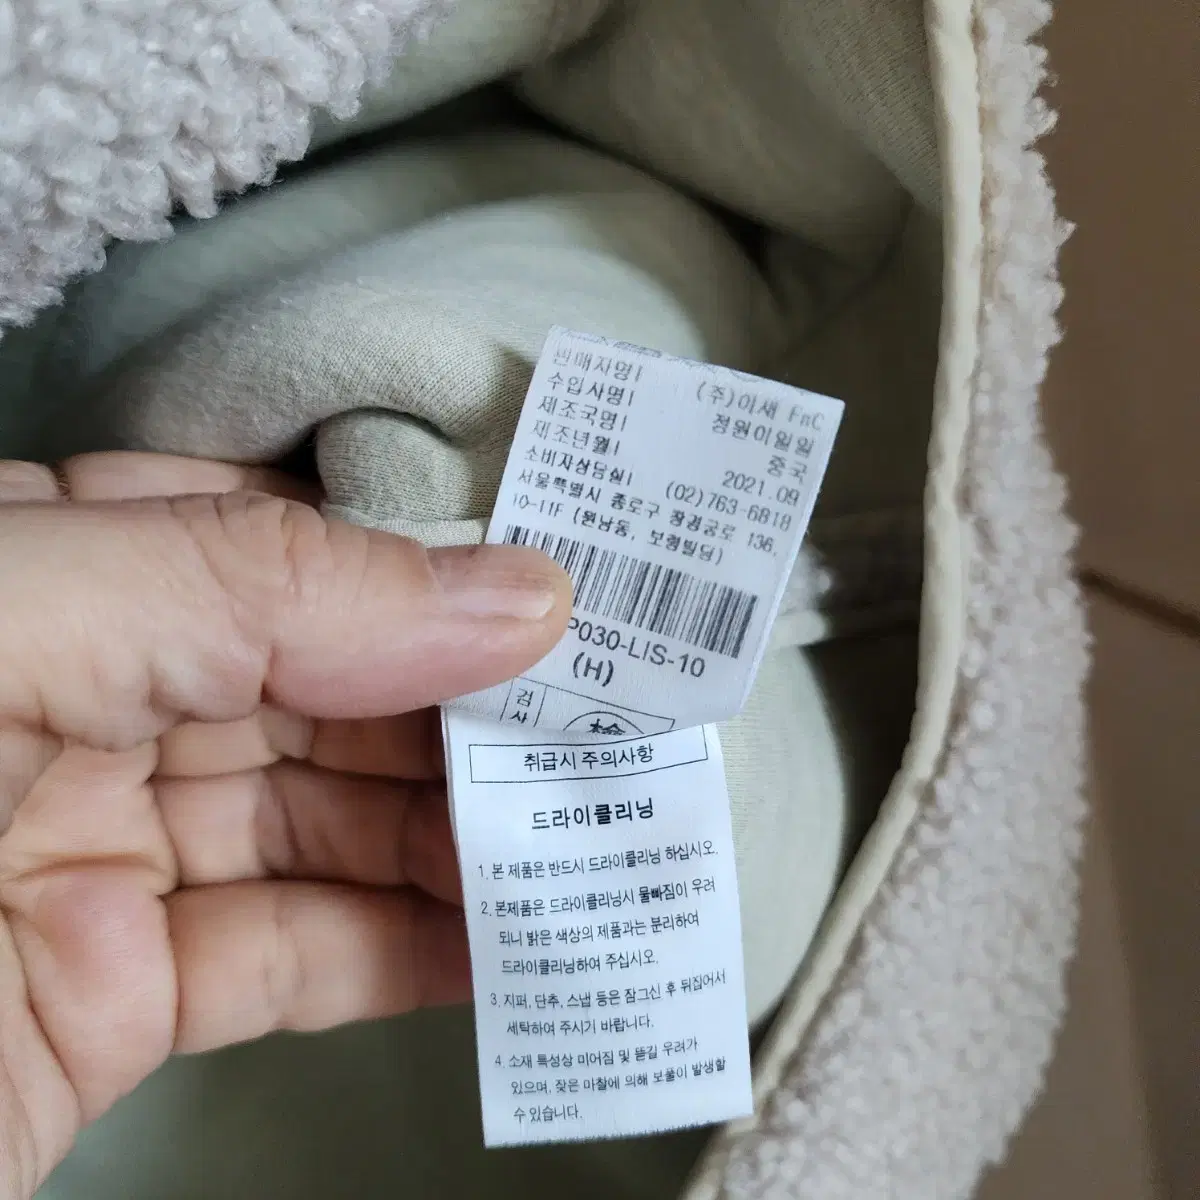 판매자명| (주)이새 FnC
수입사명| 정원이일일
제조국명| 중국
제조년월| 2021.09
소비자상담실| (02)763-6818
서울특별시 종로구 창경궁로 136,
10-11F (원남동, 보령빌딩)
P030-LIS-10
(H)
검사
檢
취급시 주의사항
드라이클리닝
1. 본 제품은 반드시 드라이클리닝 하십시오.
2. 본제품은 드라이클리닝시 물빠짐이 우려
되니 밝은 색상의 제품과는 분리하여
드라이클리닝하여 주십시오.
3. 지퍼, 단추, 스냅 등은 잠그신 후 뒤집어서
세탁하여 주시기 바랍니다.
4. 소재 특성상 미어짐 및 뜯길 우려가
있으며, 잦은 마찰에 의해 보풀이 발생할
수 있습니다.